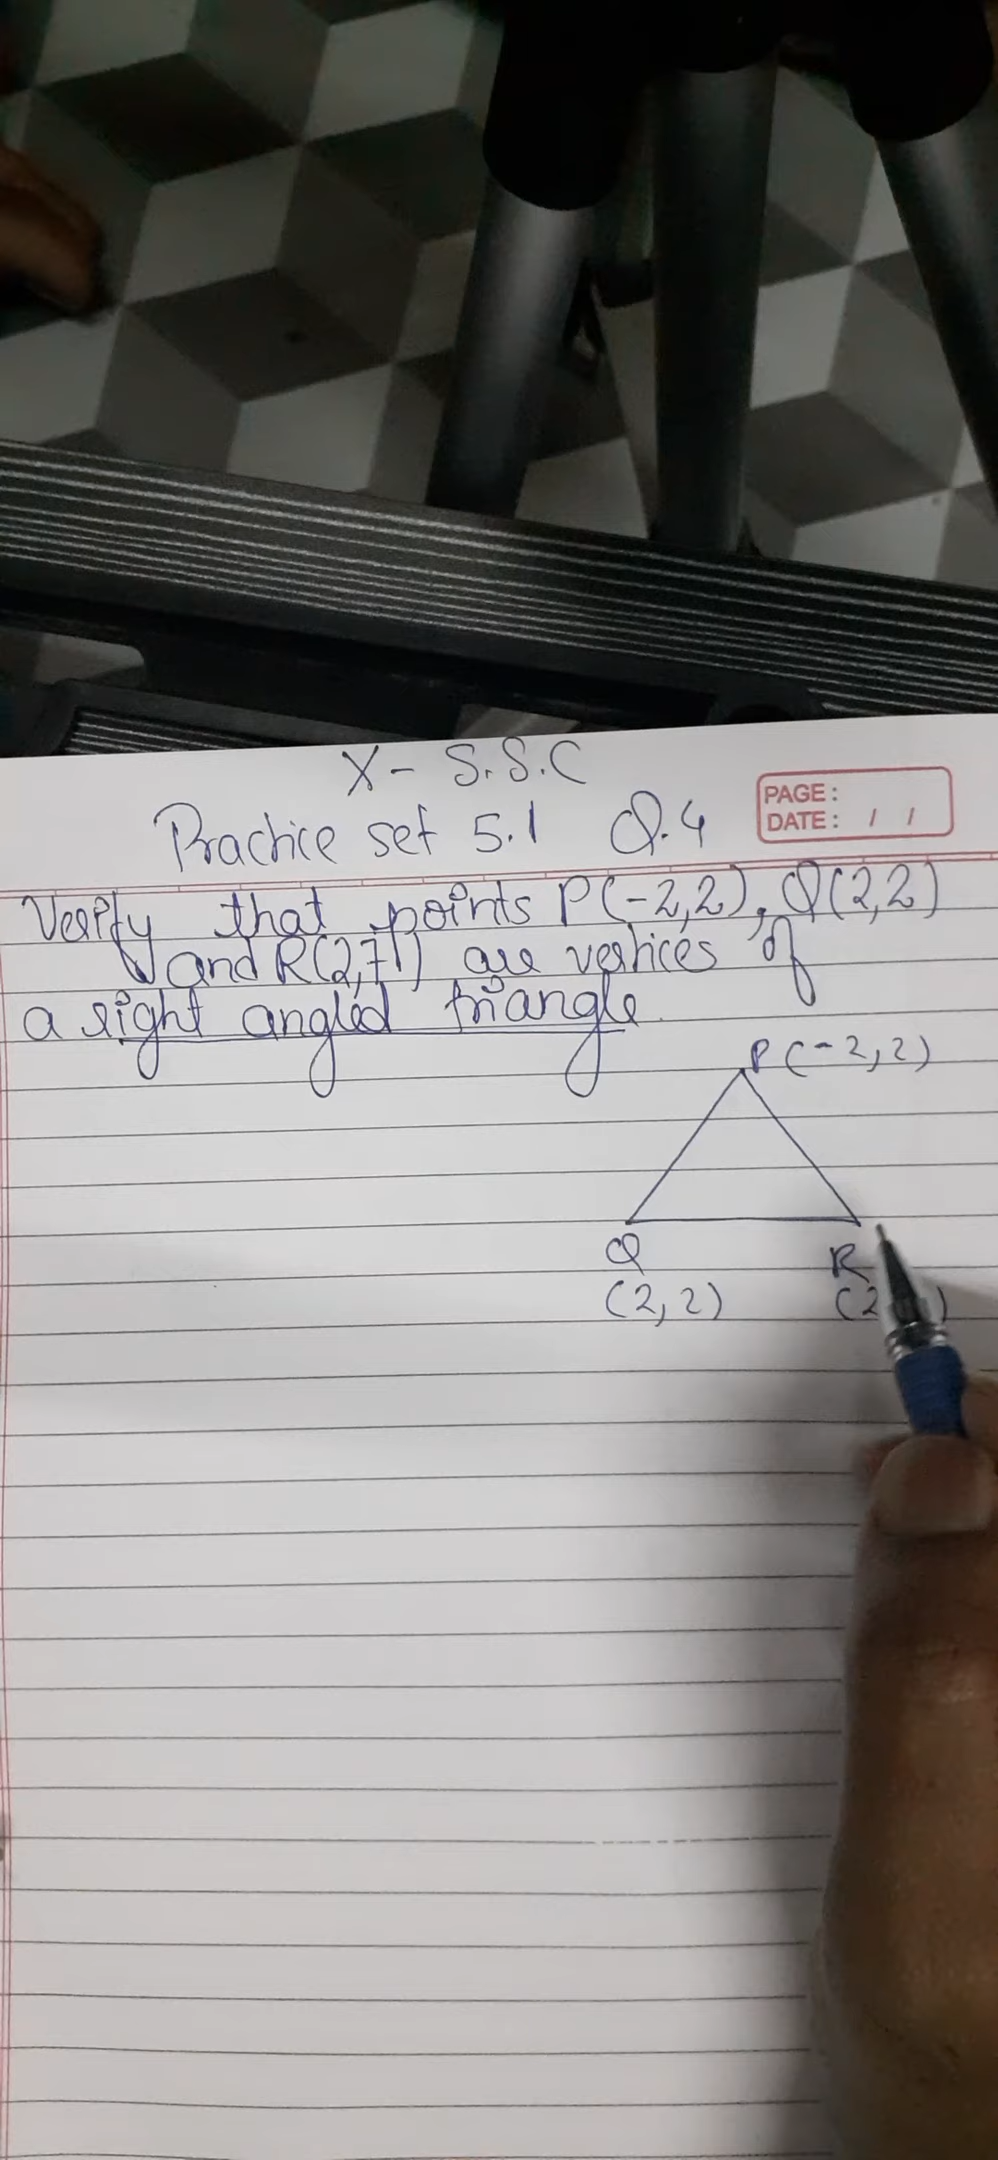 X- S.S.C
Practice set 5.1 Q.4
PAGE:
DATE: / /
Verify that points P(-2,2), Q(2,2)
and R(2,7) are vertices of
a right angled triangle.
P(-2,2)
Q R
(2,2) (2